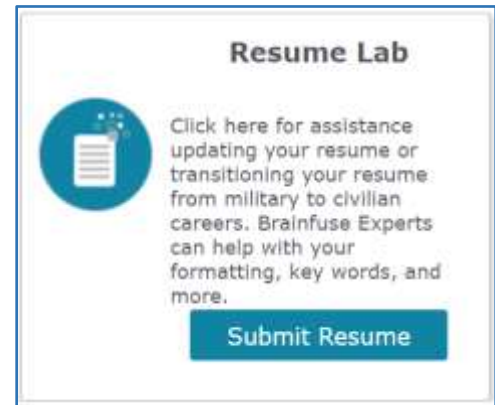 Resume Lab
Click here for assistance
updating your resume or
transitioning your resume
from military to civilian
careers. Brainfuse Experts
can help with your
formatting, key words, and
more.
Submit Resume